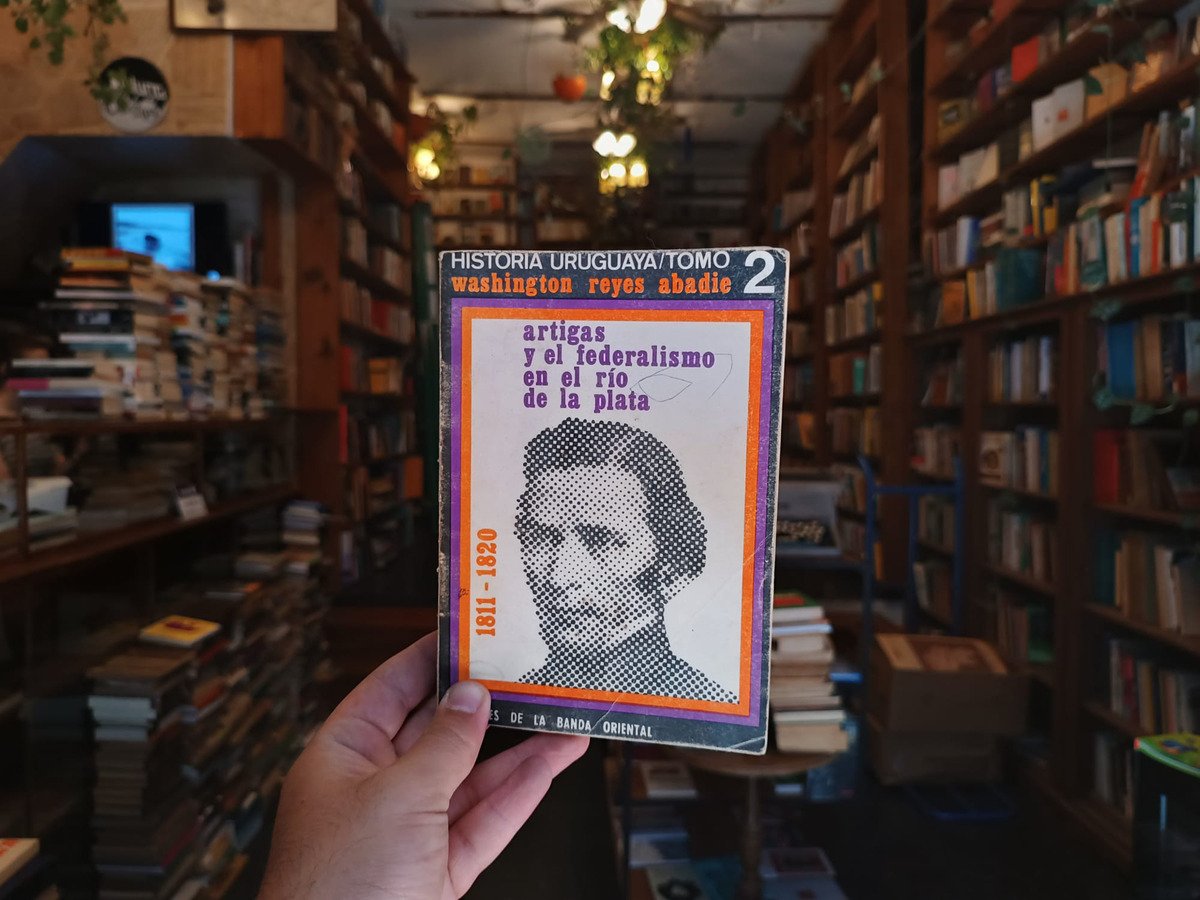 HISTORIA URUGUAYA/TOMO 2
washington reyes abadie
artigas
y el federalismo
en el río
de la plata
1811-1820
ES DE LA BANDA ORIENTAL